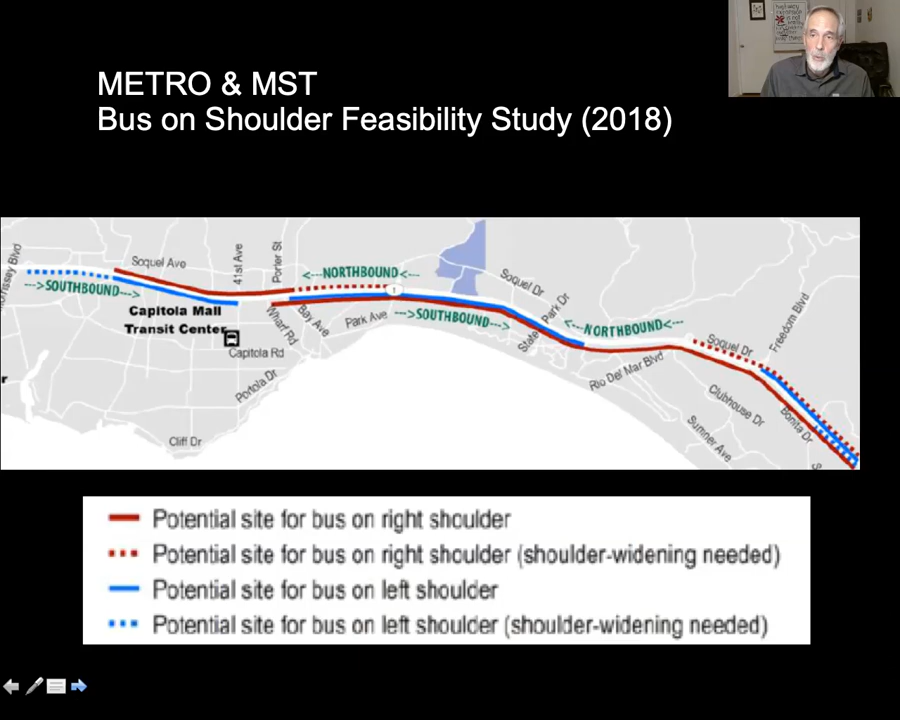 METRO & MST
Bus on Shoulder Feasibility Study (2018)
41st Ave
Porter St
Soquel Ave
<---NORTHBOUND<---
--->SOUTHBOUND--->
Soquel Dr
Capitola Mall
Transit Center
Wharf Rd
Bay Ave
Park Ave
--->SOUTHBOUND--->
State Park Dr
<---NORTHBOUND<---
Freedom Blvd
Soquel Dr
Capitola Rd
Rio Del Mar Blvd
Portola Dr
Clubhouse Dr
Bonita Dr
Sumner Ave
Cliff Dr
Potential site for bus on right shoulder
Potential site for bus on right shoulder (shoulder-widening needed)
Potential site for bus on left shoulder
Potential site for bus on left shoulder (shoulder-widening needed)